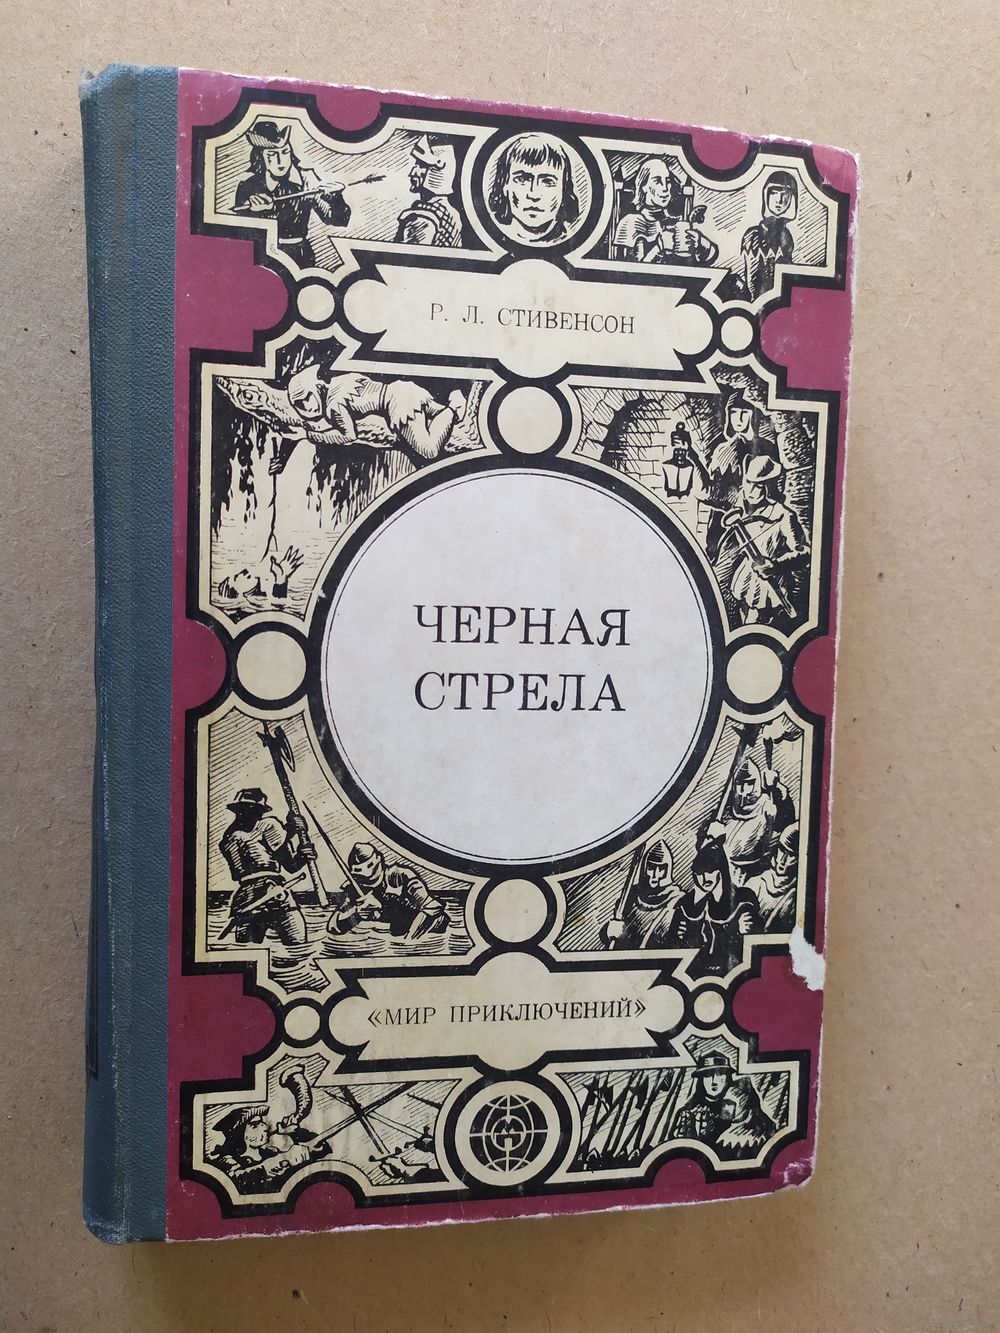 Р. Л. СТИВЕНСОН
ЧЕРНАЯ
СТРЕЛА
«МИР ПРИКЛЮЧЕНИЙ»